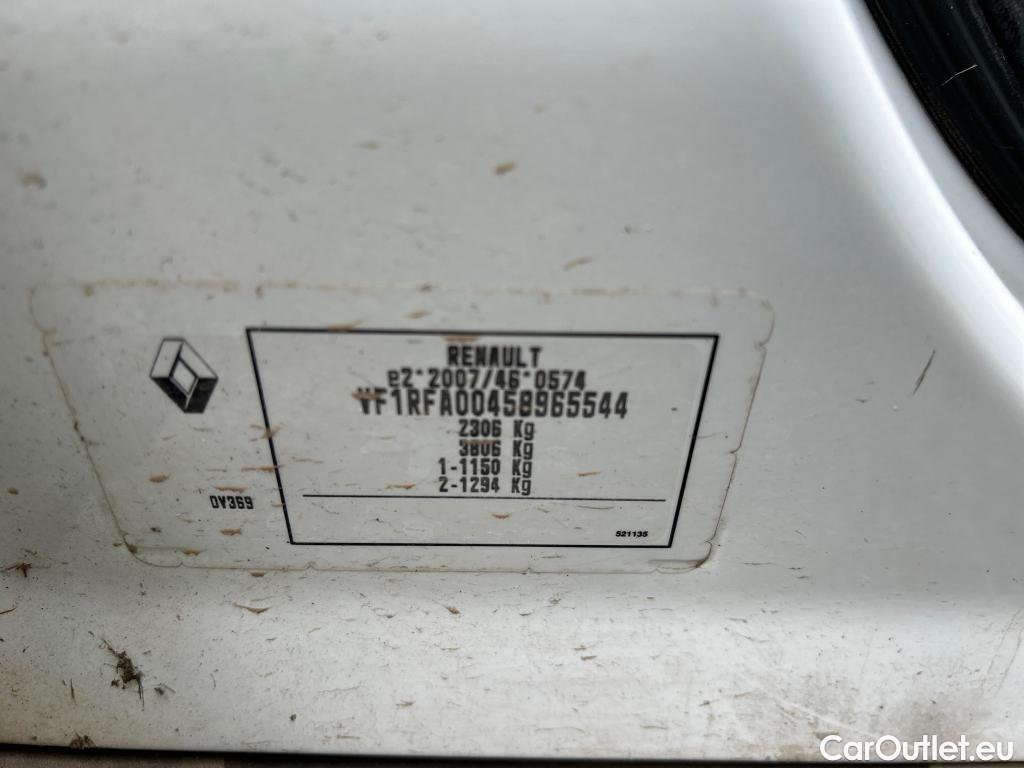 RENAULT
e2*2007/46*0574
VF1RFA00458965544
2306 Kg
3806 Kg
1-1150 Kg
2-1294 Kg
OV369
521135
CarOutlet.eu